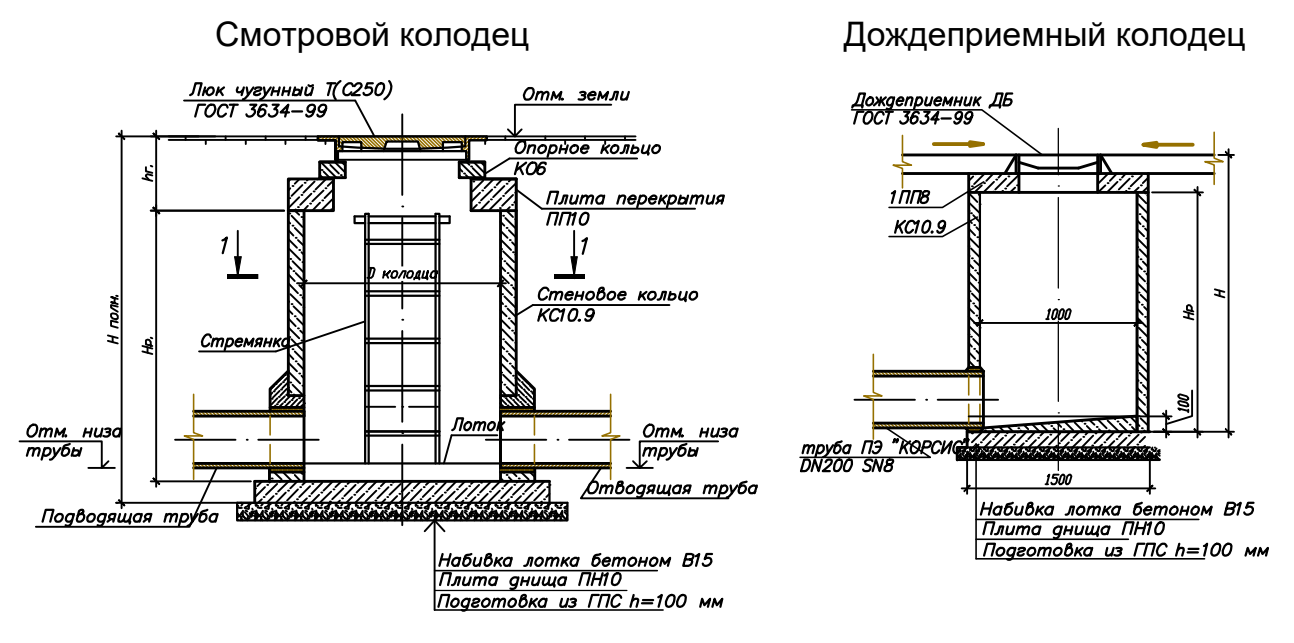 Смотровой колодец
Люк чугунный Т(С250)
ГОСТ 3634-99
Отм. земли
Опорное кольцо
КО6
Плита перекрытия
ПП10
hг.
1
1
D колодца
Стеновое кольцо
КС10.9
Стремянка
Н полн.
Нр.
Лоток
Отм. низа
трубы
Отм. низа
трубы
Подводящая труба
Отводящая труба
Набивка лотка бетоном В15
Плита днища ПН10
Подготовка из ГПС h=100 мм
Дождеприемный колодец
Дождеприемник ДБ
ГОСТ 3634-99
1ПП8
КС10.9
1000
Нр
Н
100
труба ПЭ "КОРСИС"
DN200 SN8
1500
Набивка лотка бетоном В15
Плита днища ПН10
Подготовка из ГПС h=100 мм